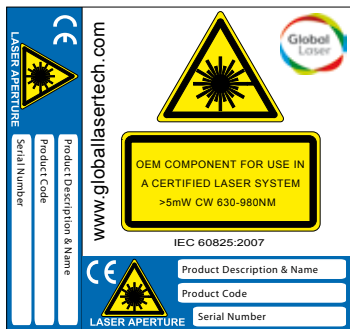 LASER APERTURE
CE
Product Description & Name
Product Code
Serial Number
www.globallasertech.com
Global
Laser
OEM COMPONENT FOR USE IN
A CERTIFIED LASER SYSTEM
>5mW CW 630-980NM
IEC 60825:2007
CE
LASER APERTURE
Product Description & Name
Product Code
Serial Number